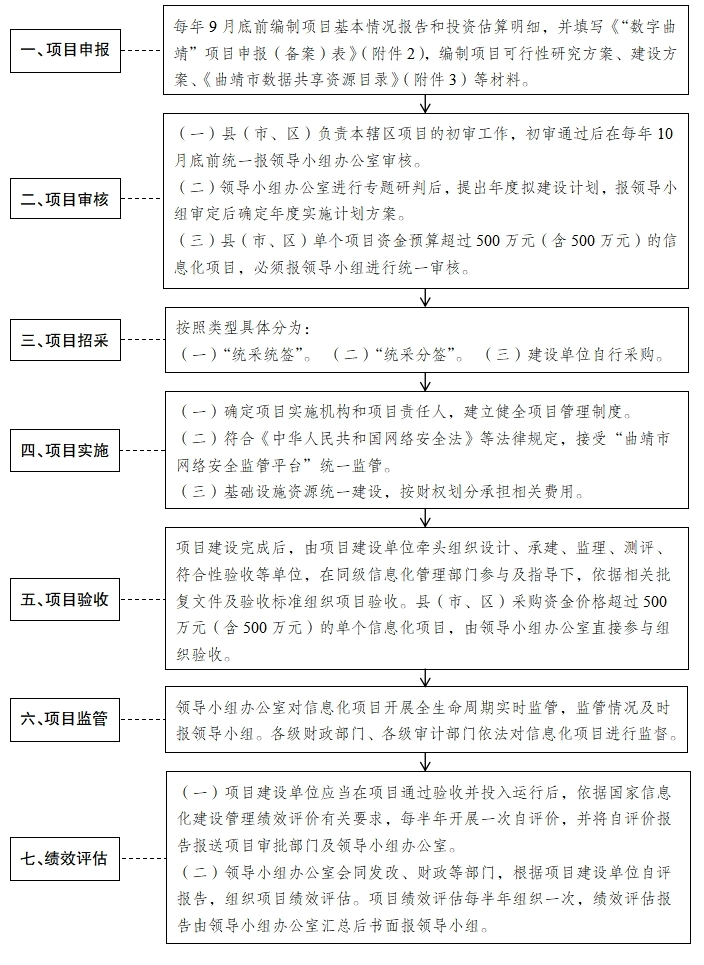 一、项目申报
每年 9 月底前编制项目基本情况报告和投资估算明细，并填写《“数字曲
靖”项目申报（备案）表》（附件 2），编制项目可行性研究方案、建设方
案、《曲靖市数据共享资源目录》（附件 3）等材料。
二、项目审核
（一）县（市、区）负责本辖区项目的初审工作，初审通过后在每年 10
月底前统一报领导小组办公室审核。
（二）领导小组办公室进行专题研判后，提出年度拟建设计划，报领导小
组审定后确定年度实施计划方案。
（三）县（市、区）单个项目资金预算超过 500 万元（含 500 万元）的信
息化项目，必须报领导小组进行统一审核。
三、项目招采
按照类型具体分为：
（一）“统采统签”。（二）“统采分签”。（三）建设单位自行采购。
四、项目实施
（一）确定项目实施机构和项目责任人，建立健全项目管理制度。
（二）符合《中华人民共和国网络安全法》等法律规定，接受“曲靖市
网络安全监管平台”统一监管。
（三）基础设施资源统一建设，按财权划分承担相关费用。
五、项目验收
项目建设完成后，由项目建设单位牵头组织设计、承建、监理、测评、
符合性验收等单位，在同级信息化管理部门参与及指导下，依据相关批
复文件及验收标准组织项目验收。县（市、区）采购资金价格超过 500
万元（含 500 万元）的单个信息化项目，由领导小组办公室直接参与组
织验收。
六、项目监管
领导小组办公室对信息化项目开展全生命周期实时监管，监管情况及时
报领导小组。各级财政部门、各级审计部门依法对信息化项目进行监督。
七、绩效评估
（一）项目建设单位应当在项目通过验收并投入运行后，依据国家信息
化建设管理绩效评价有关要求，每半年开展一次自评价，并将自评价报
告报送项目审批部门及领导小组办公室。
（二）领导小组办公室会同发改、财政等部门，根据项目建设单位自评
报告，组织项目绩效评估。项目绩效评估每半年组织一次，绩效评估报
告由领导小组办公室汇总后书面报领导小组。